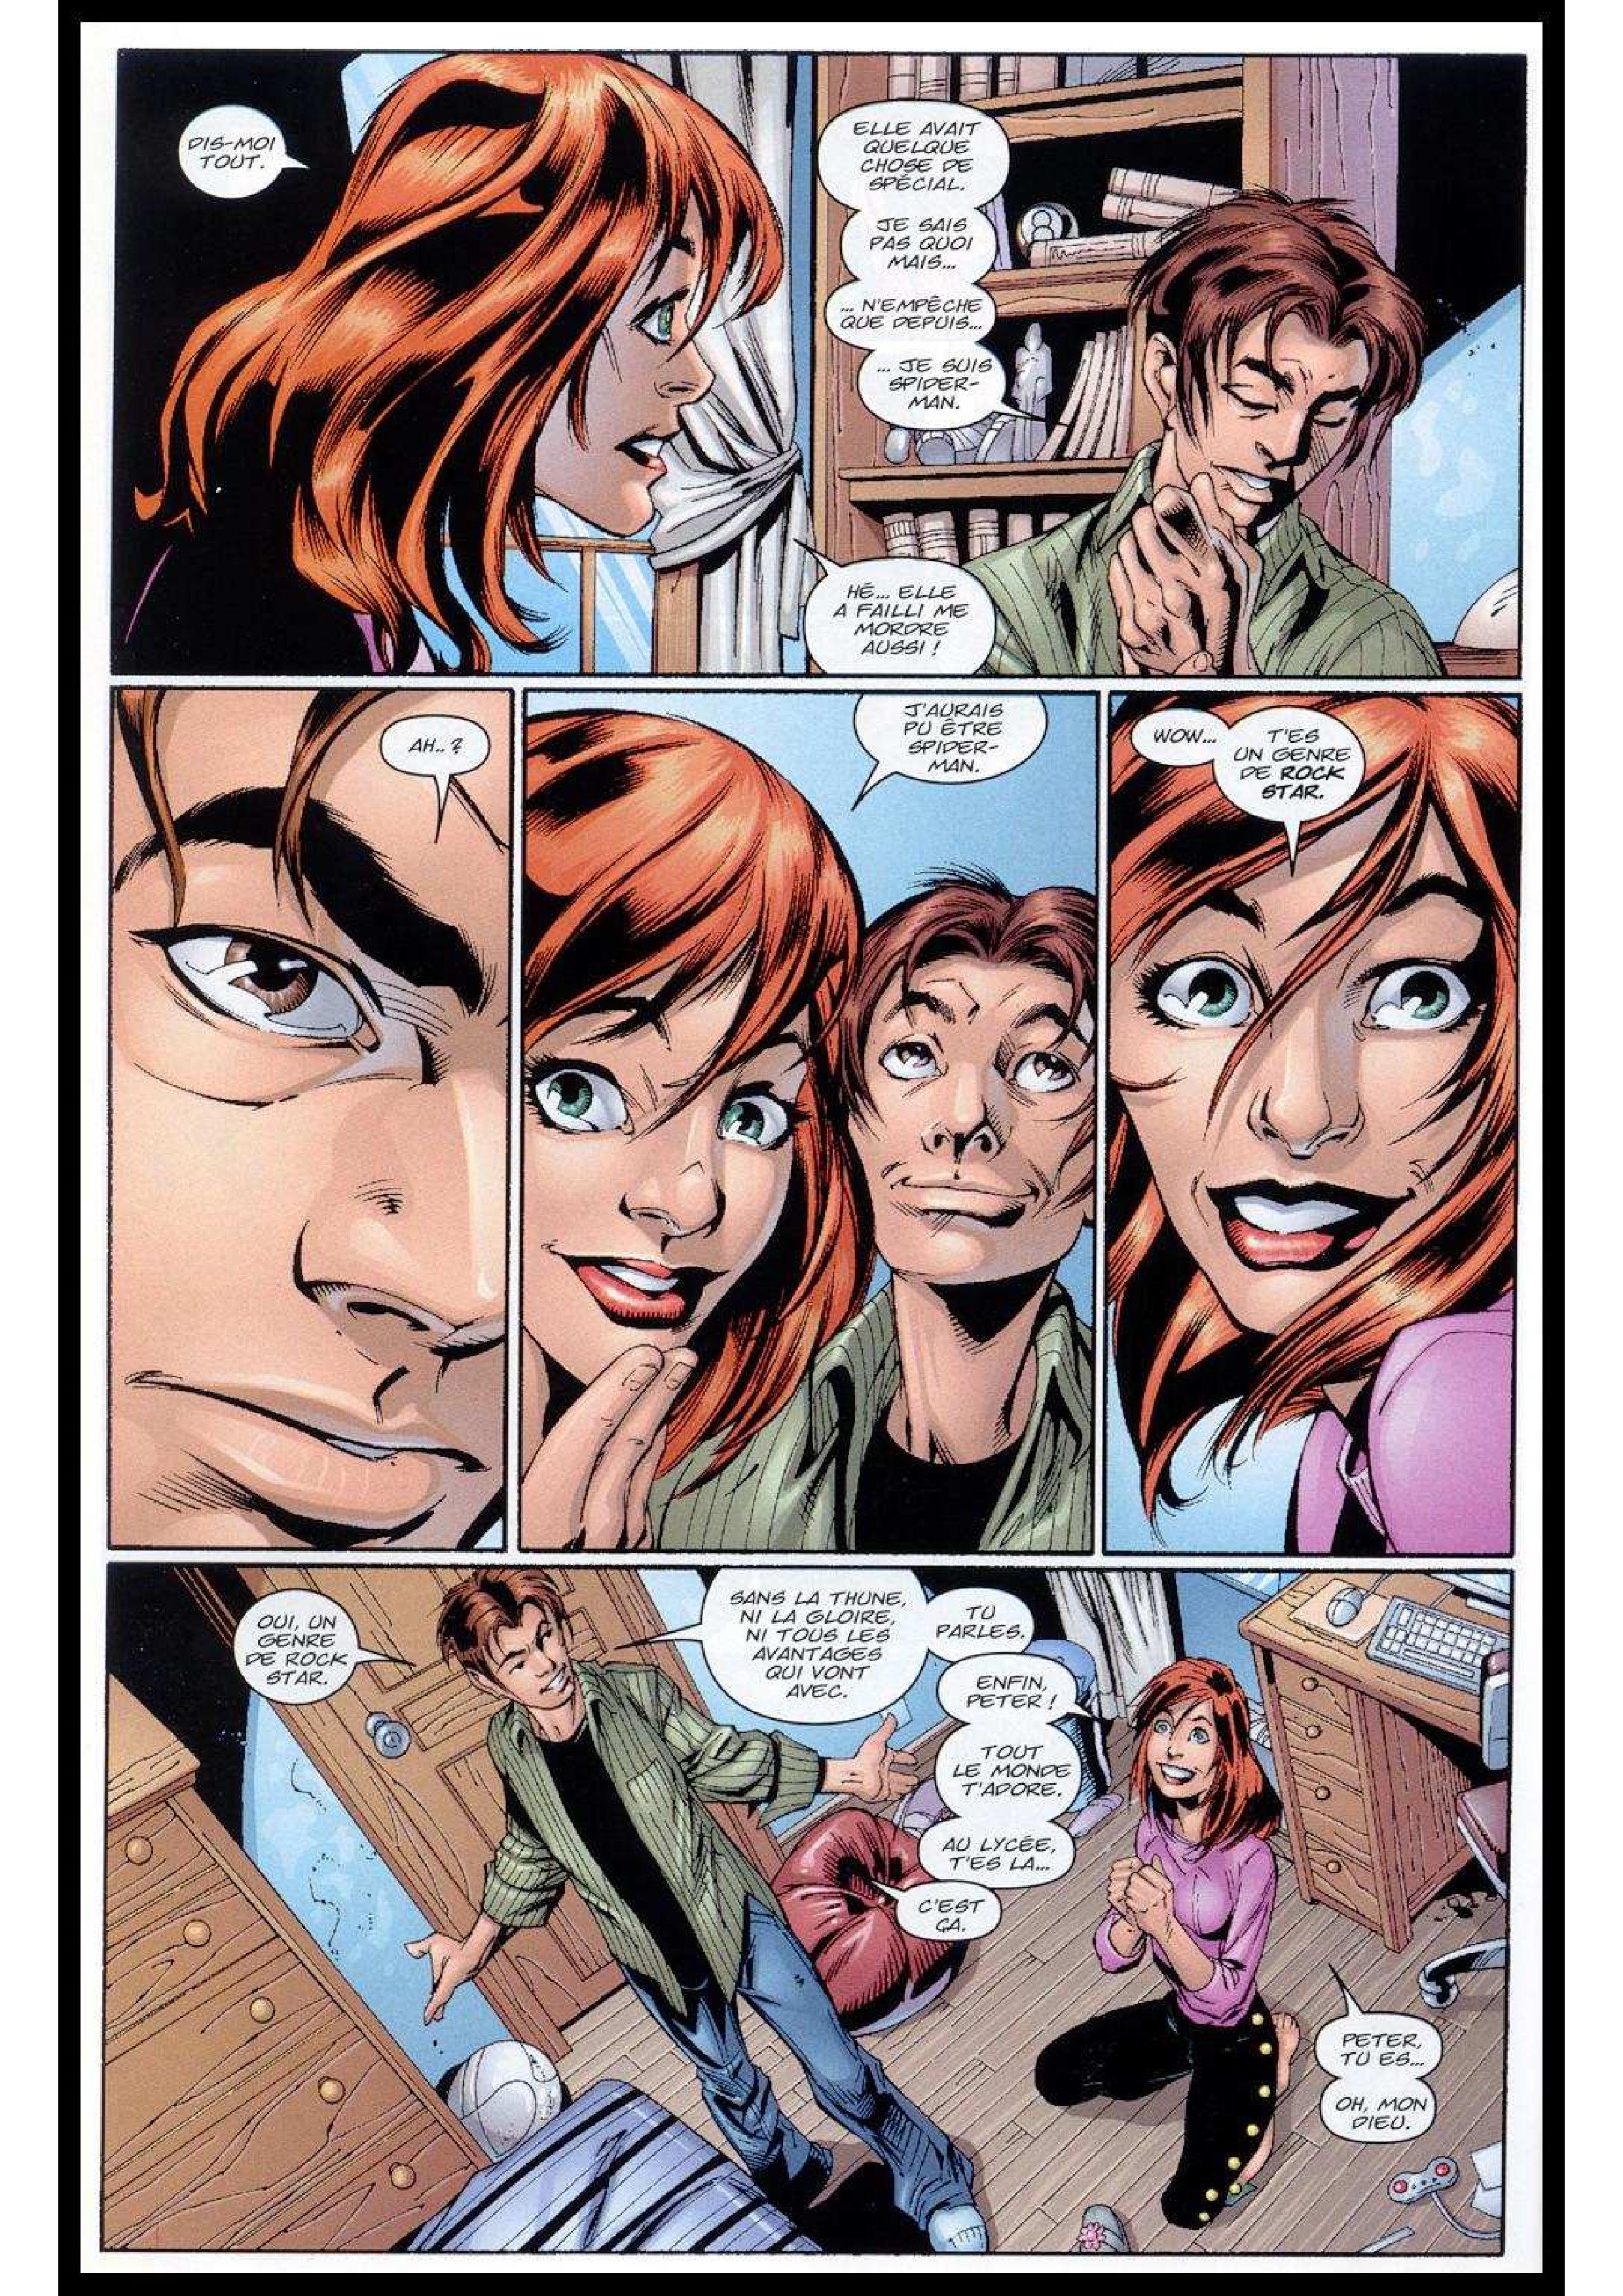 DIS-MOI
TOUT.
ELLE AVAIT
QUELQUE
CHOSE DE
SPÉCIAL.
JE SAIS
PAS QUOI
MAIS...
... N'EMPÊCHE
QUE DEPUIS...
... JE SUIS
SPIDER-
MAN.
HÉ... ELLE
A FAILLI ME
MORDRE
AUSSI !
AH.. ?
J'AURAIS
PU ÊTRE
SPIDER-
MAN.
WOW...
T'ES
UN GENRE
DE ROCK
STAR.
OUI, UN
GENRE
DE ROCK
STAR.
SANS LA THUNE,
NI LA GLOIRE,
NI TOUS LES
AVANTAGES
QUI VONT
AVEC.
TU
PARLES.
ENFIN,
PETER !
TOUT
LE MONDE
T'ADORE.
AU LYCÉE,
T'ES LA...
C'EST
ÇA.
PETER,
TU ES...
OH, MON
DIEU.